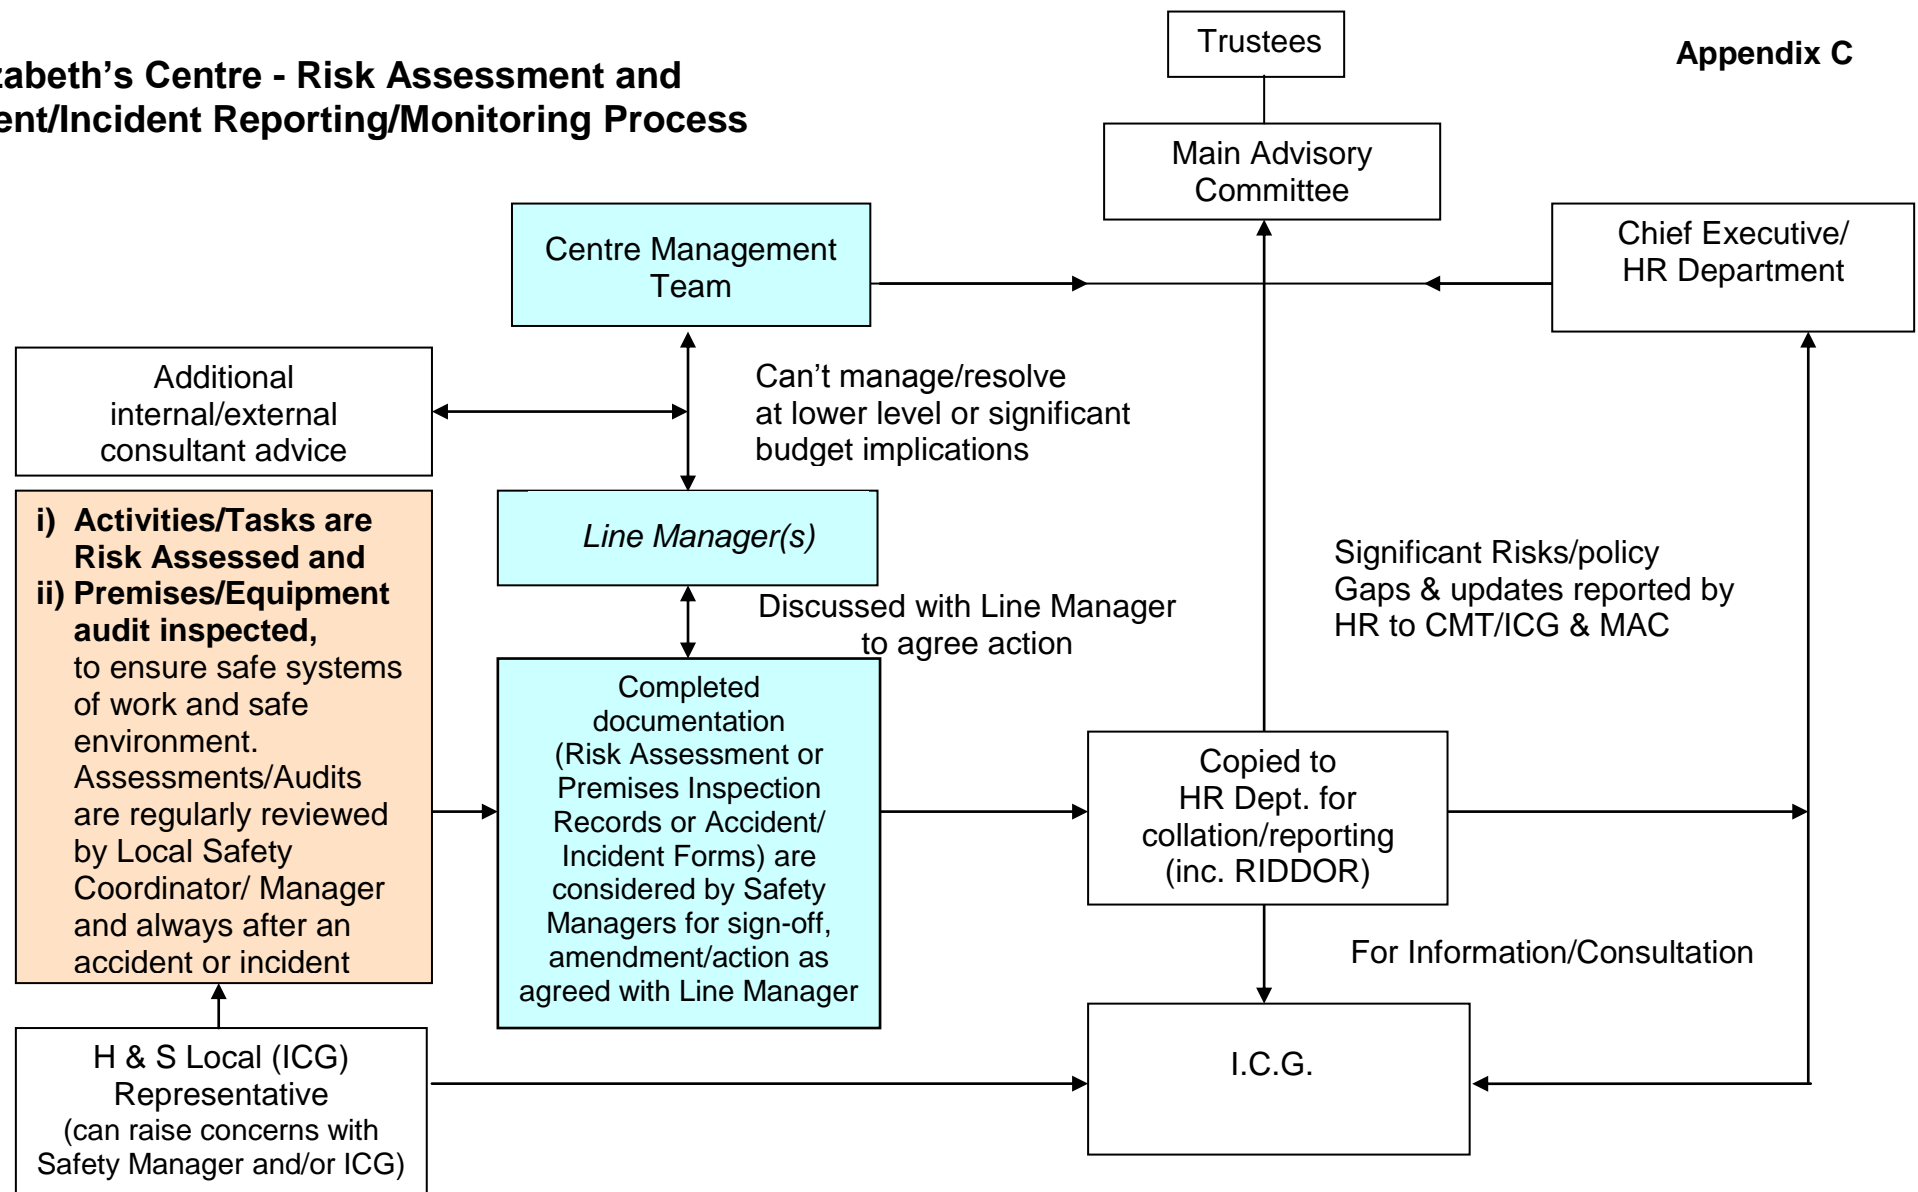 Trustees
Appendix C
zabeth's Centre - Risk Assessment and
ent/Incident Reporting/Monitoring Process
Main Advisory
Committee
Centre Management
Team
Chief Executive/
HR Department
Additional
internal/external
consultant advice
Can't manage/resolve
at lower level or significant
budget implications
i) Activities/Tasks are
Risk Assessed and
ii) Premises/Equipment
audit inspected,
to ensure safe systems
of work and safe
environment.
Assessments/Audits
are regularly reviewed
by Local Safety
Coordinator/ Manager
and always after an
accident or incident
Line Manager(s)
Discussed with Line Manager
to agree action
Significant Risks/policy
Gaps & updates reported by
HR to CMT/ICG & MAC
Completed
documentation
(Risk Assessment or
Premises Inspection
Records or Accident/
Incident Forms) are
considered by Safety
Managers for sign-off,
amendment/action as
agreed with Line Manager
Copied to
HR Dept. for
collation/reporting
(inc. RIDDOR)
For Information/Consultation
H & S Local (ICG)
Representative
(can raise concerns with
Safety Manager and/or ICG)
I.C.G.